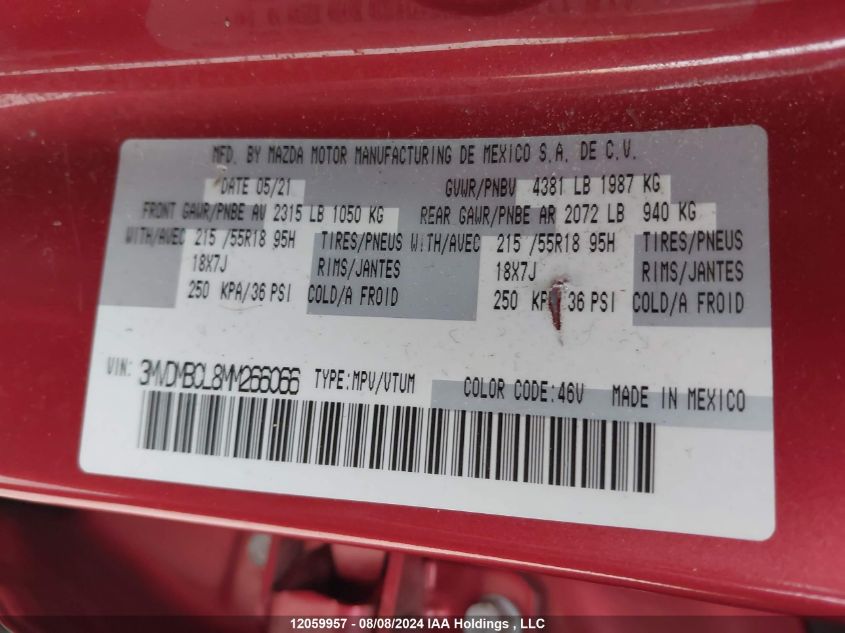 MFD. BY MAZDA MOTOR MANUFACTURING DE MEXICO S.A. DE C.V.
DATE 05/21 GVWR/PNBV 4381 LB 1987 KG
FRONT GAWR/PNBE AV 2315 LB 1050 KG REAR GAWR/PNBE AR 2072 LB 940 KG
WITH/AVEC 215 /55R18 95H TIRES/PNEUS WITH/AVEC 215 /55R18 95H TIRES/PNEUS
18X7J RIMS/JANTES 18X7J RIMS/JANTES
250 KPA/36 PSI COLD/A FROID 250 KPA/36 PSI COLD/A FROID
VIN: 3MVDMBCL8MM266066 TYPE:MPV/VTUM COLOR CODE:46V MADE IN MEXICO
12059957 - 08/08/2024 IAA Holdings , LLC